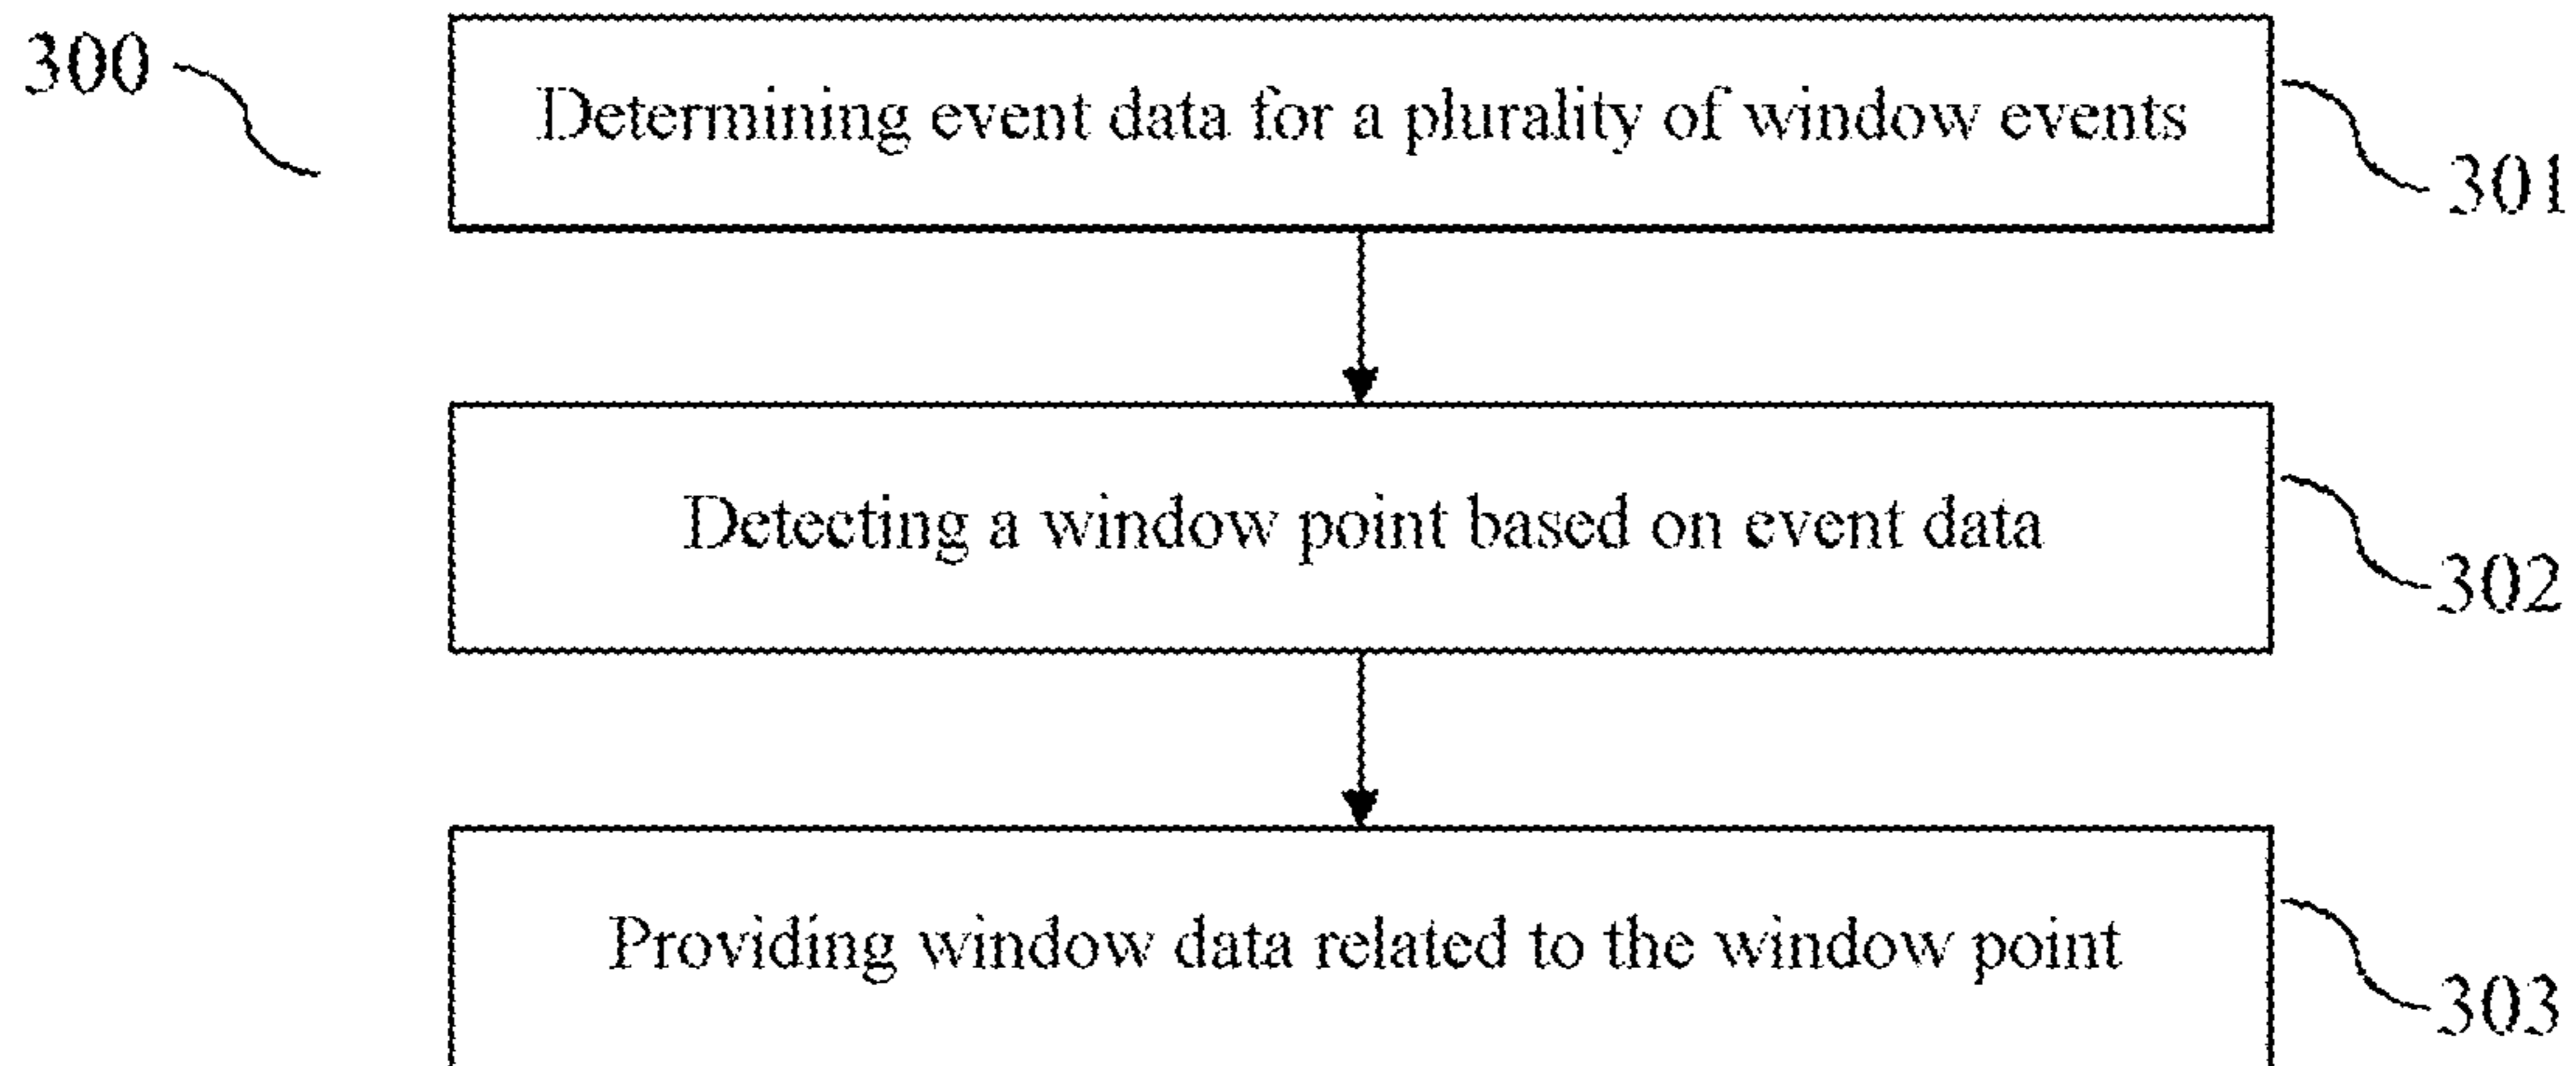 300
Determining event data for a plurality of window events
301
Detecting a window point based on event data
302
Providing window data related to the window point
303